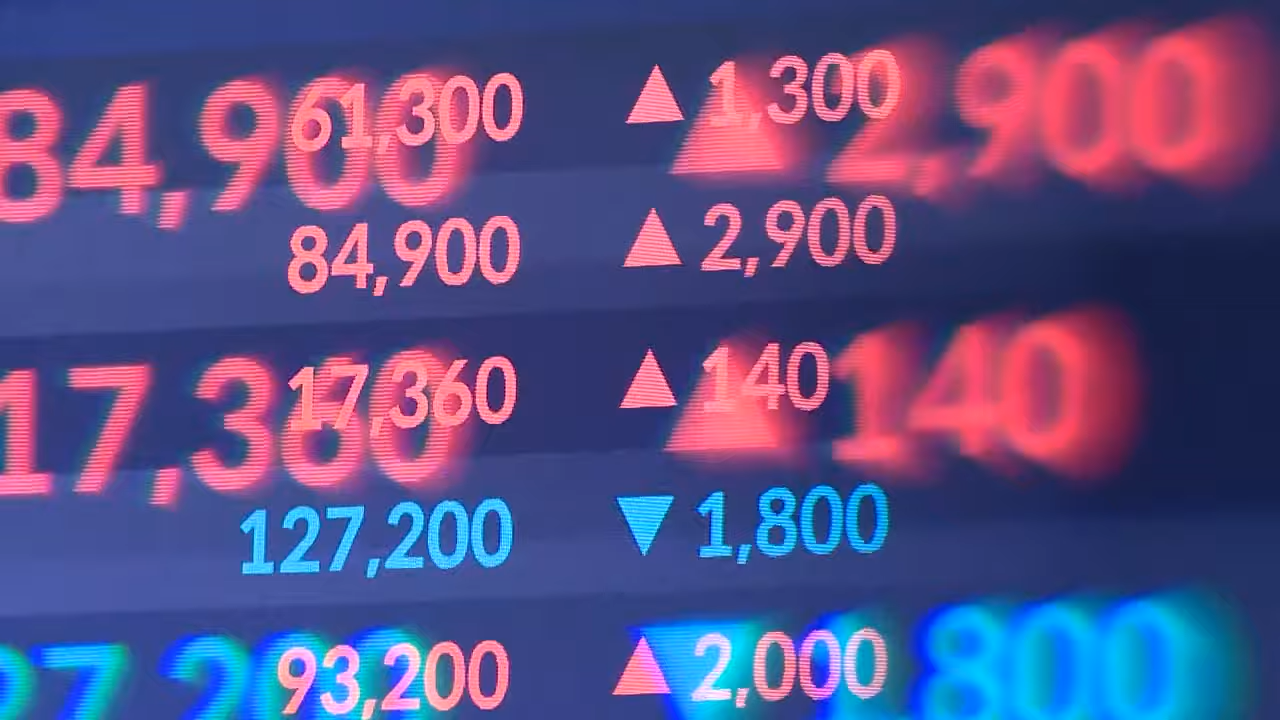 61,300 ▲ 1,300
84,900 ▲ 2,900
84,900 ▲ 2,900
17,360 ▲ 140
17,360 ▲ 140
127,200 ▼ 1,800
93,200 ▲ 2,000
800